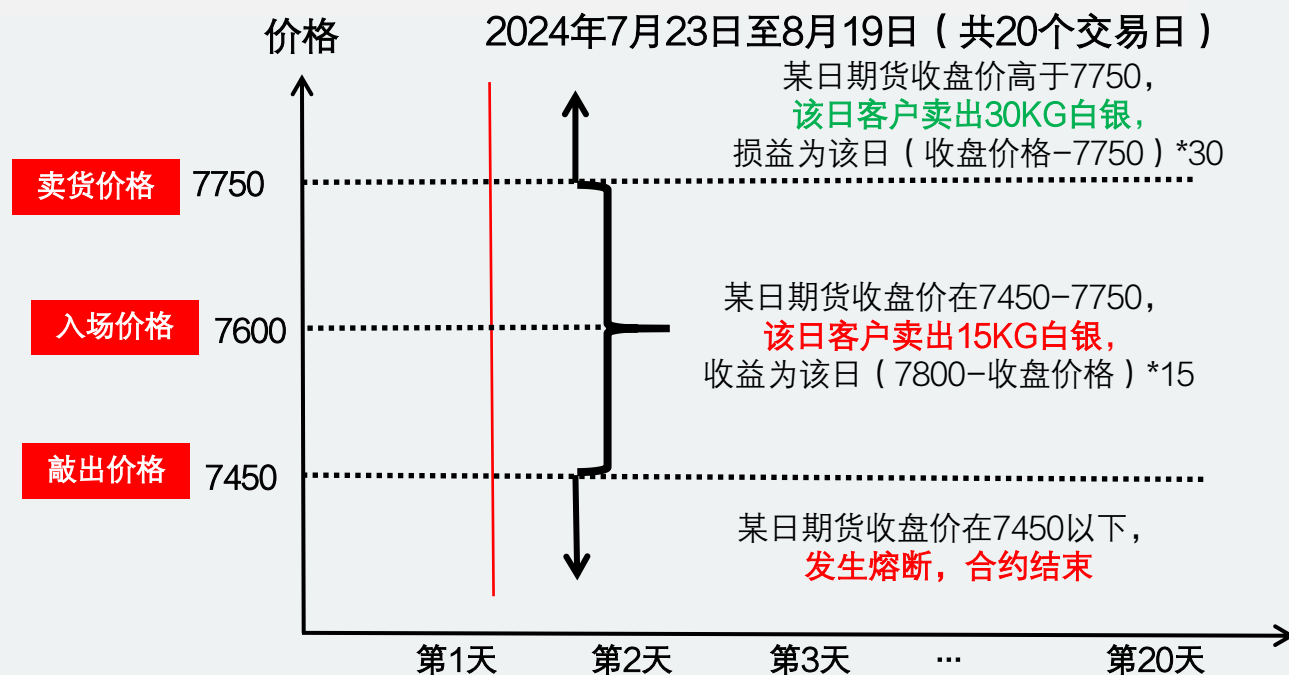 价格
2024年7月23日至8月19日（共20个交易日）
某日期货收盘价高于7750，
该日客户卖出30KG白银，
损益为该日（收盘价格-7750）*30
卖货价格 7750
某日期货收盘价在7450-7750，
该日客户卖出15KG白银，
收益为该日（7800-收盘价格）*15
入场价格 7600
敲出价格 7450
某日期货收盘价在7450以下，
发生熔断，合约结束
第1天 第2天 第3天 … 第20天